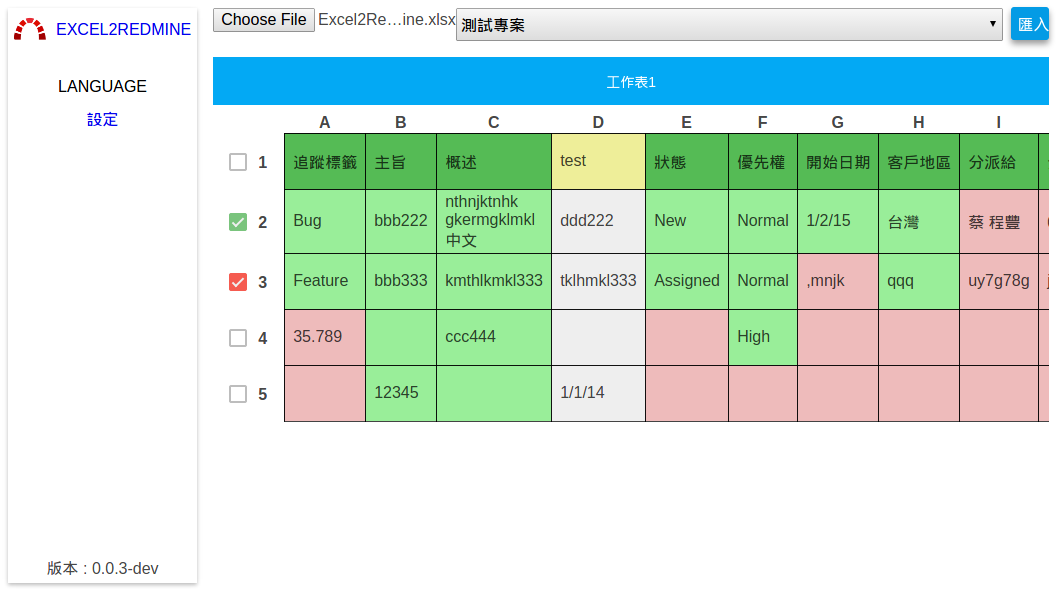 EXCEL2REDMINE
LANGUAGE
設定
版本 : 0.0.3-dev
Choose File Excel2Re…ine.xlsx 測試專案 匯入
工作表1
A B C D E F G H I
1 追蹤標籤 主旨 概述 test 狀態 優先權 開始日期 客戶地區 分派給
2 Bug bbb222 nthnjktnhk gkermgklmkl 中文 ddd222 New Normal 1/2/15 台灣 蔡 程豐
3 Feature bbb333 kmthlkmkl333 tklhmkl333 Assigned Normal ,mnjk qqq uy7g78g
4 35.789 ccc444 High
5 12345 1/1/14